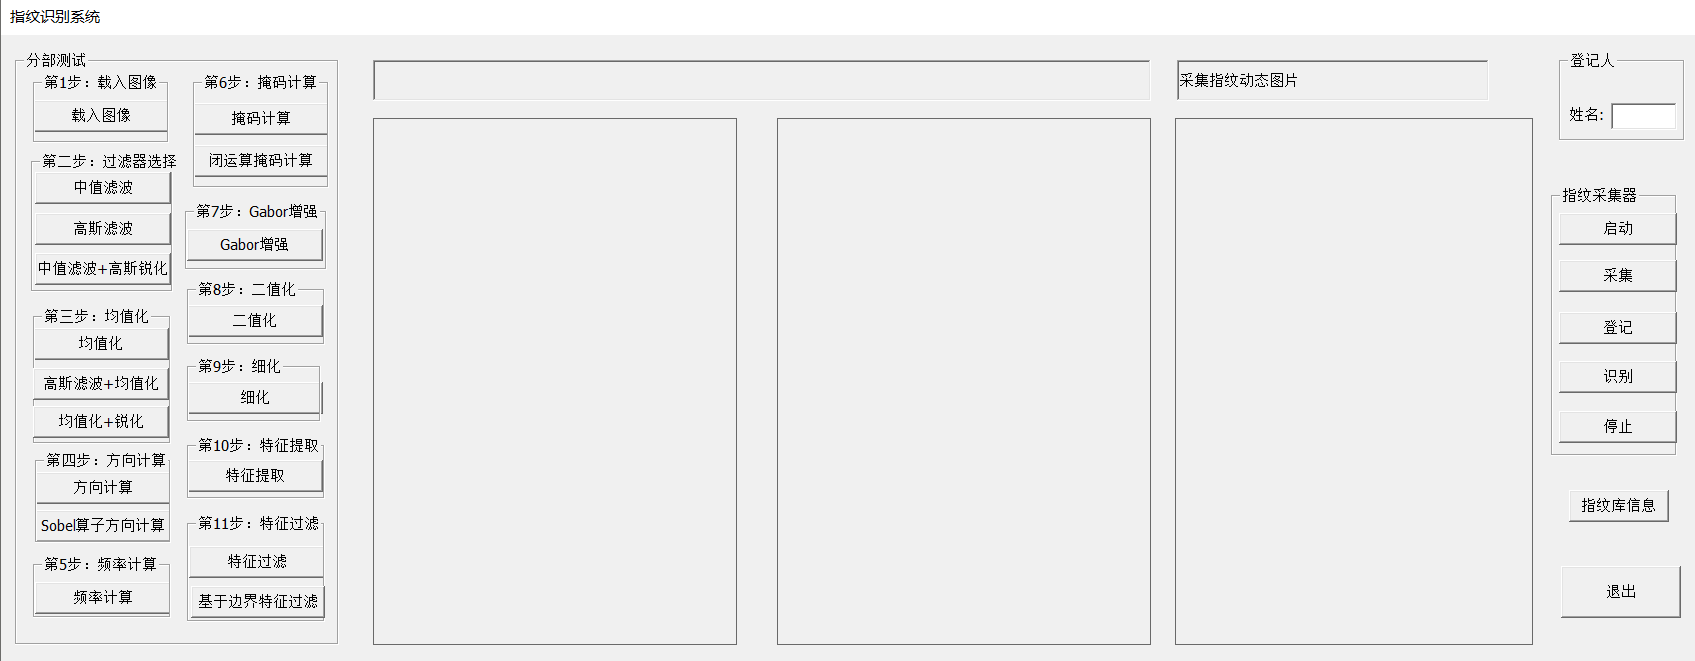 指纹识别系统
分部测试
第1步：载入图像
载入图像
第二步：过滤器选择
中值滤波
高斯滤波
中值滤波+高斯锐化
第三步：均值化
均值化
高斯滤波+均值化
均值化+锐化
第四步：方向计算
方向计算
Sobel算子方向计算
第5步：频率计算
频率计算
第6步：掩码计算
掩码计算
闭运算掩码计算
第7步：Gabor增强
Gabor增强
第8步：二值化
二值化
第9步：细化
细化
第10步：特征提取
特征提取
第11步：特征过滤
特征过滤
基于边界特征过滤
采集指纹动态图片
登记人
姓名:
指纹采集器
启动
采集
登记
识别
停止
指纹库信息
退出